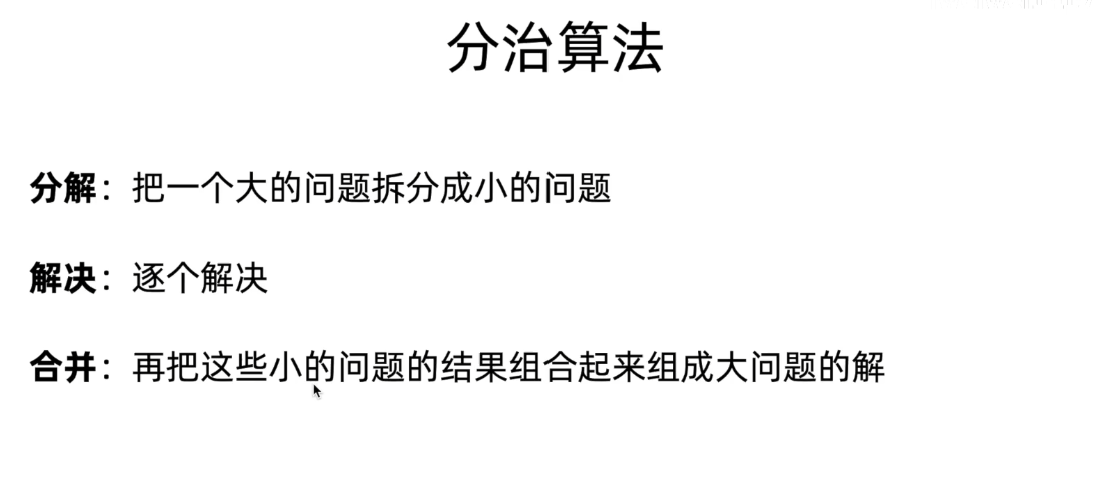 分治算法
分解：把一个大的问题拆分成小的问题
解决：逐个解决
合并：再把这些小的问题的结果组合起来组成大问题的解